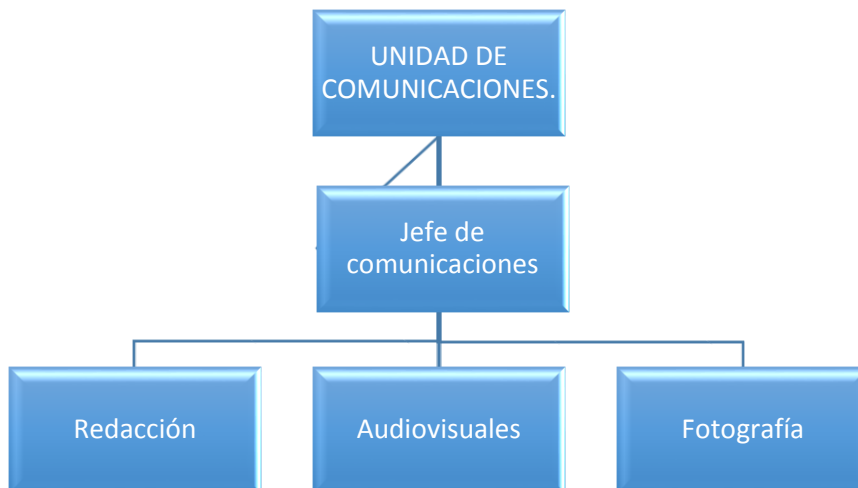 UNIDAD DE
COMUNICACIONES.
Jefe de
comunicaciones
Redacción
Audiovisuales
Fotografía